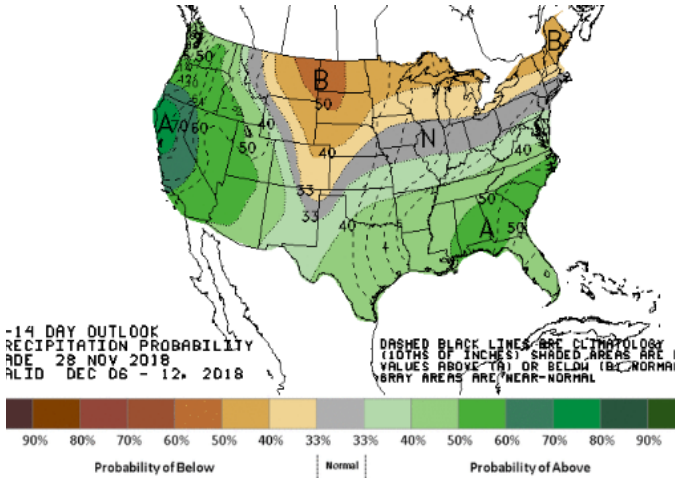 B
50
B
50
A
70
60
40
N
50
40
40
33
33
40
50
A
50
-14 DAY OUTLOOK
RECIPITATION PROBABILITY
ADE 28 NOV 2018
ALID DEC 06 - 12, 2018
DASHED BLACK LINES ARE CLIMATOLOGY
(10THS OF INCHES) SHADED AREAS ARE
VALUES ABOVE (A) OR BELOW (B) NORMA
GRAY AREAS ARE NEAR-NORMAL
90% 80% 70% 60% 50% 40% 33% 33% 40% 50% 60% 70% 80% 90%
Probability of Below Normal Probability of Above